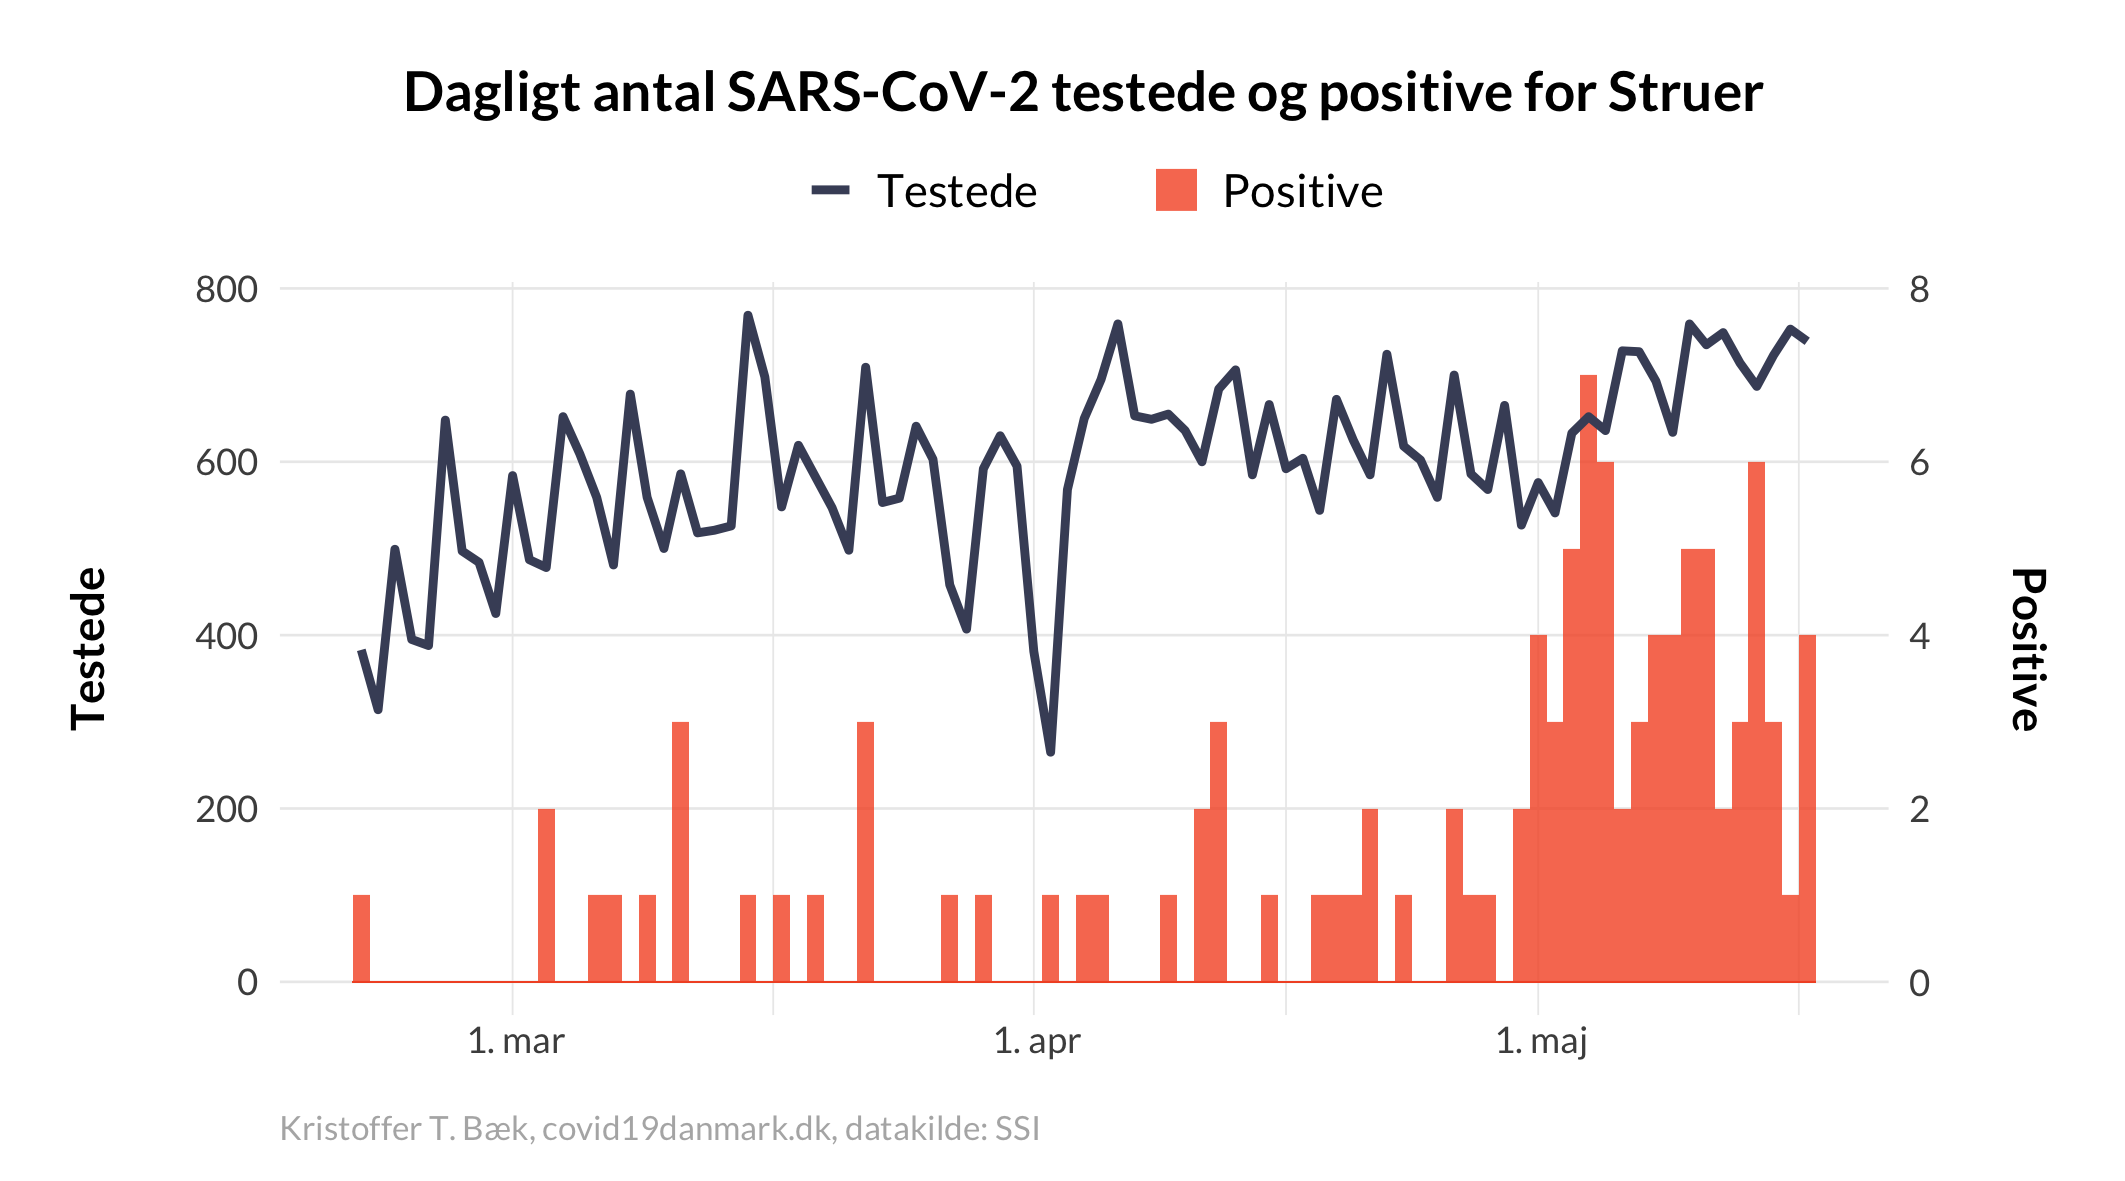 Dagligt antal SARS-CoV-2 testede og positive for Struer
Testede
Positive
800
600
400
200
0
8
6
4
2
0
Testede
Positive
1. mar
1. apr
1. maj
Kristoffer T. Bæk, covid19danmark.dk, datakilde: SSI